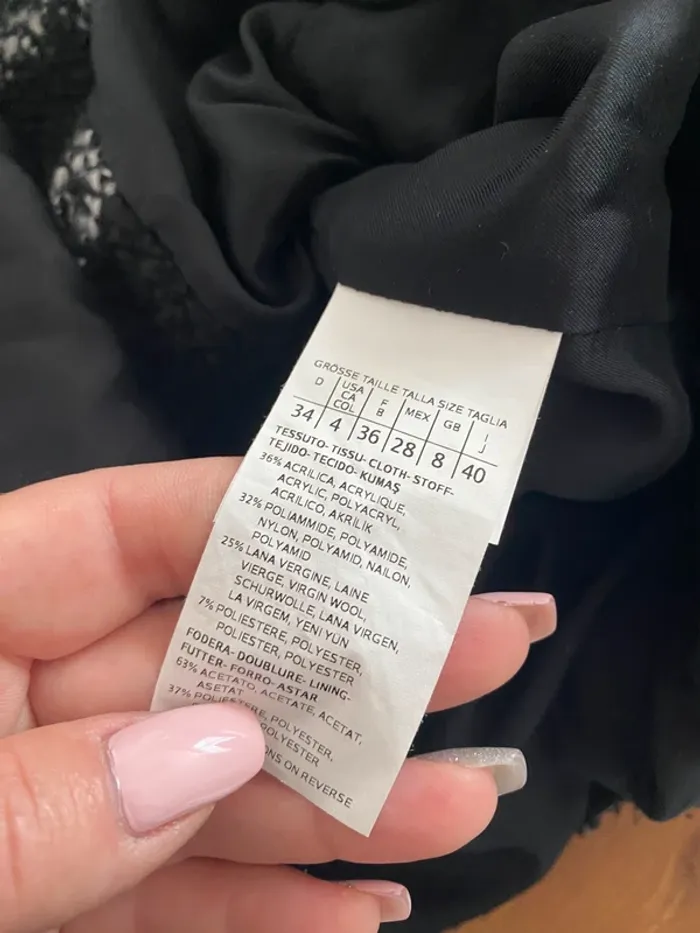 GRÖSSE TAILLE TALLA SIZE TAGLIA
D USA CA COL F B MEX GB I J
34 4 36 28 8 40
TESSUTO- TISSU- CLOTH- STOFF-
TEJIDO- TECIDO- KUMAŞ
36% ACRILICA, ACRYLIQUE,
ACRYLIC, POLYACRYL,
ACRILICO, AKRILIK
32% POLIAMMIDE, POLYAMIDE,
NYLON, POLYAMID, NAILON,
POLYAMID
25% LANA VERGINE, LAINE
VIERGE, VIRGIN WOOL,
SCHURWOLLE, LANA VIRGEN,
LA VIRGEM, YENI YÜN
7% POLIESTERE, POLYESTER,
POLIESTER, POLYESTER
FODERA- DOUBLURE- LINING-
FUTTER- FORRO- ASTAR
63% ACETATO, ACETATE, ACETAT,
ASETAT
37% POLIESTERE, POLYESTER,
POLYESTER
ON REVERSE